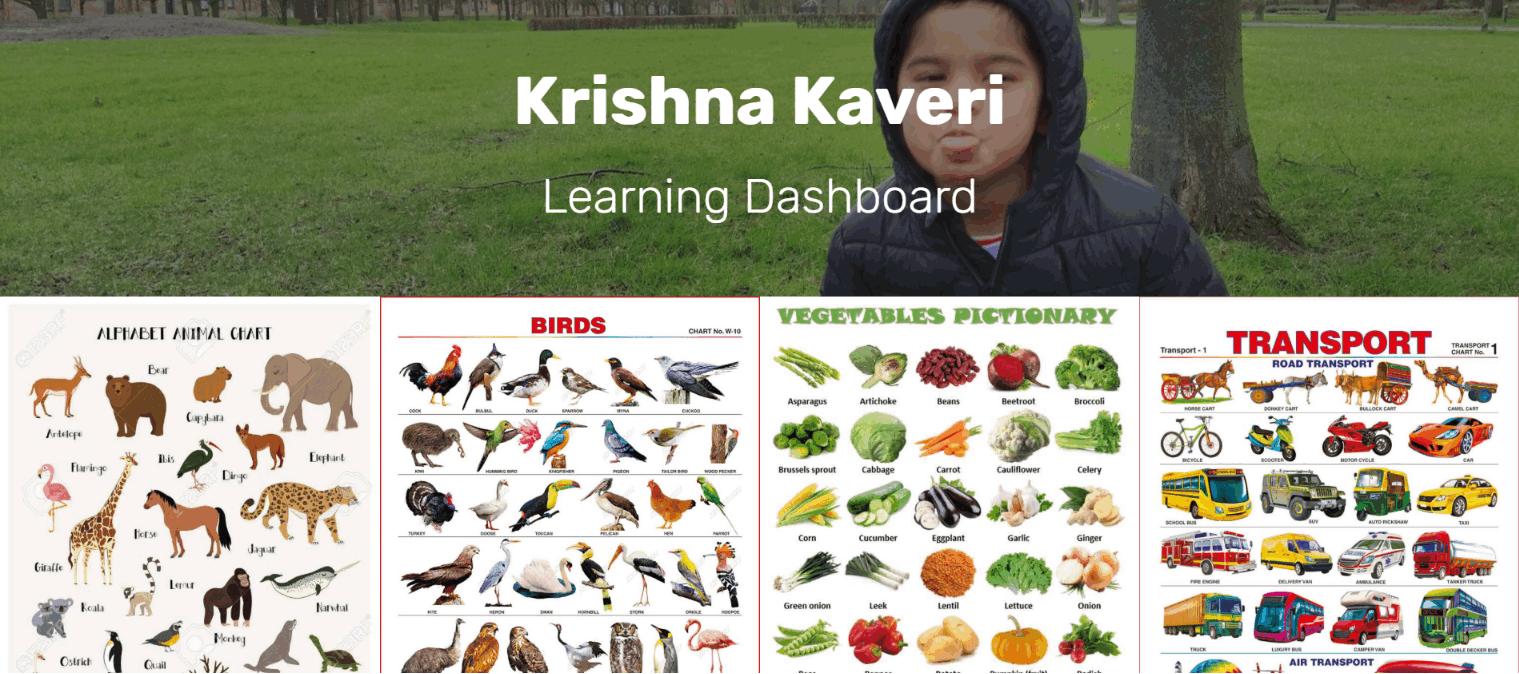 Krishna Kaveri
Learning Dashboard
ALPHABET ANIMAL CHART
Bear
Capybara
Antelope
Elephant
Flamingo
Ibis
Dingo
Horse
Jaguar
Giraffe
Lemur
Koala
Narwhal
Monkey
Ostrich
Quail
BIRDS
CHART No. W-10
COCK BULBUL DUCK SPARROW MYNA CUCKOO
KIWI HUMMING BIRD KINGFISHER PIGEON TAILOR BIRD WOOD PECKER
TURKEY GOOSE TOUCAN PELICAN HEN PARROT
KITE HERON SWAN HORNBILL STORK ORIOLE HOOPOE
VEGETABLES PICTIONARY
Asparagus Artichoke Beans Beetroot Broccoli
Brussels sprout Cabbage Carrot Cauliflower Celery
Corn Cucumber Eggplant Garlic Ginger
Green onion Leek Lentil Lettuce Onion
Transport - 1
TRANSPORT
TRANSPORT CHART No. 1
ROAD TRANSPORT
HORSE CART DONKEY CART BULLOCK CART CAMEL CART
BICYCLE SCOOTER MOTOR CYCLE CAR
SCHOOL BUS SUV AUTO RICKSHAW TAXI
FIRE ENGINE DELIVERY VAN AMBULANCE TANKER TRUCK
TRUCK LUXURY BUS CAMPER VAN DOUBLE DECKER BUS
AIR TRANSPORT